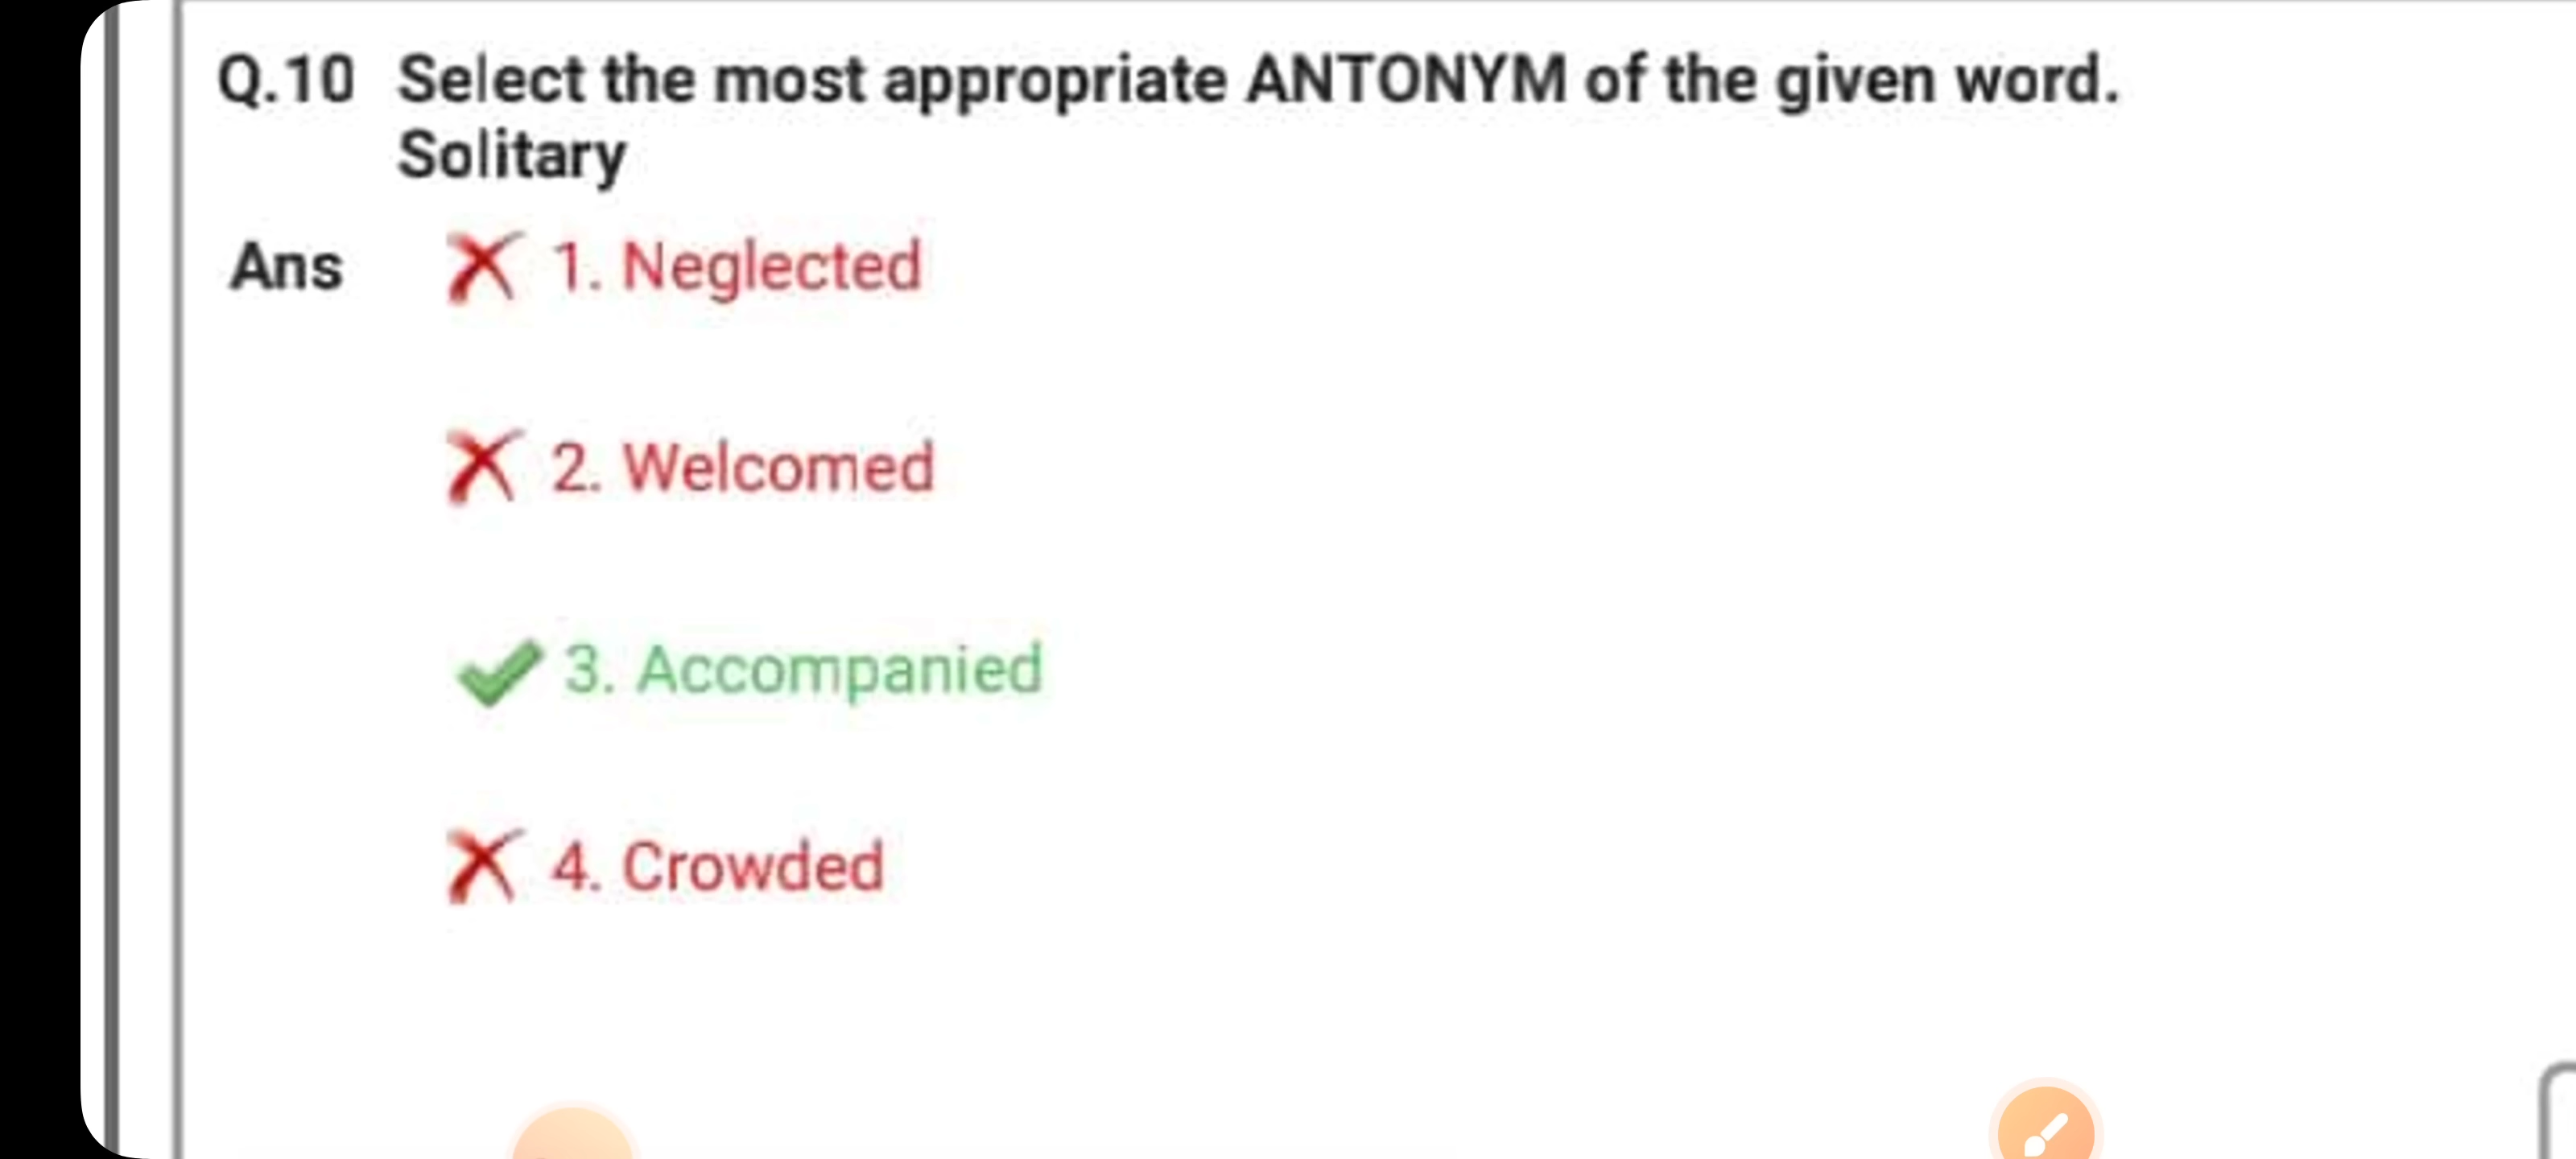 Q.10 Select the most appropriate ANTONYM of the given word.
Solitary
Ans 1. Neglected
2. Welcomed
3. Accompanied
4. Crowded